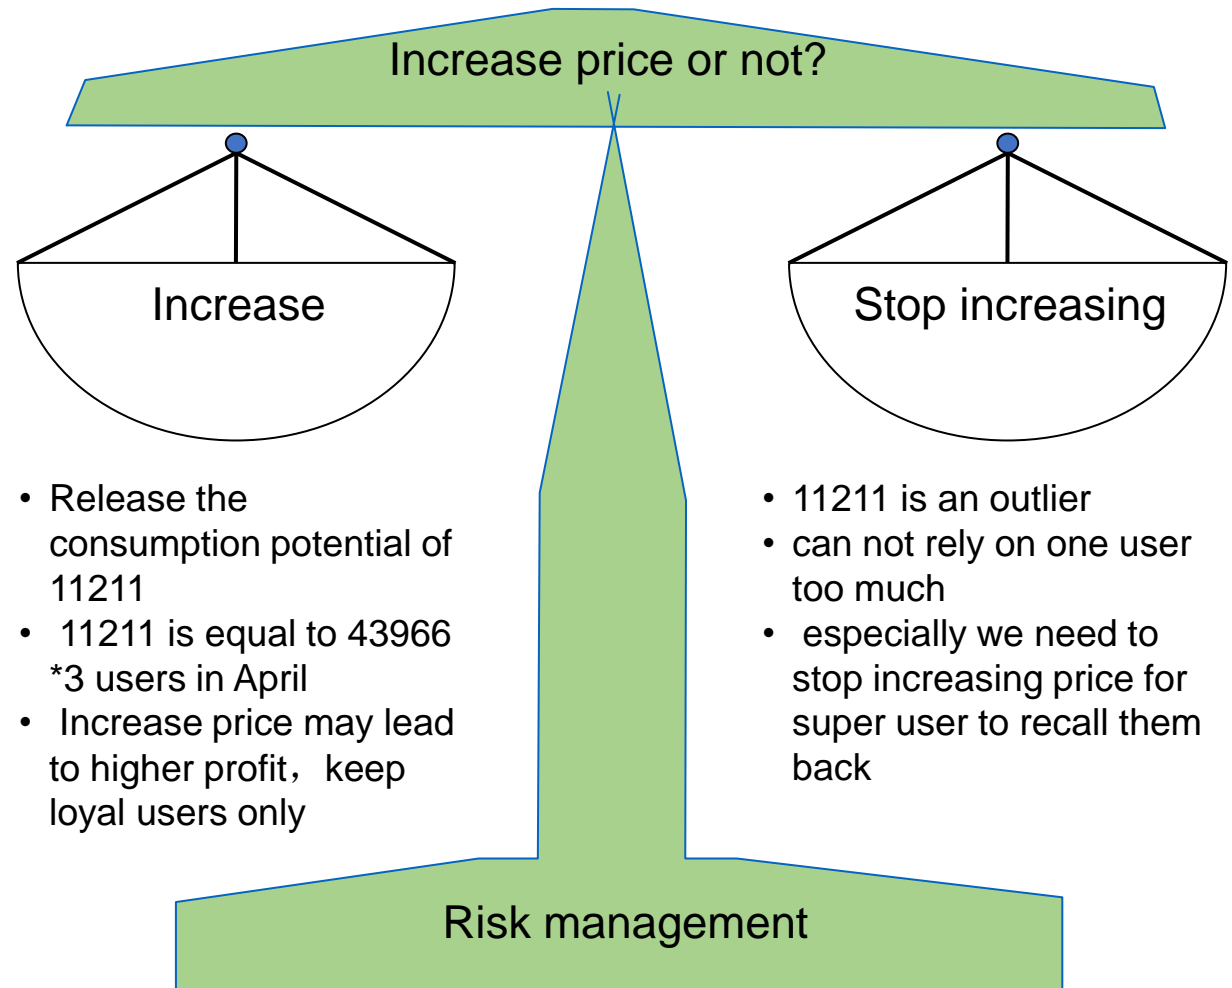 Increase price or not?
Increase
Stop increasing
• Release the
consumption potential of
11211
• 11211 is equal to 43966
*3 users in April
• Increase price may lead
to higher profit，keep
loyal users only
• 11211 is an outlier
• can not rely on one user
too much
• especially we need to
stop increasing price for
super user to recall them
back
Risk management